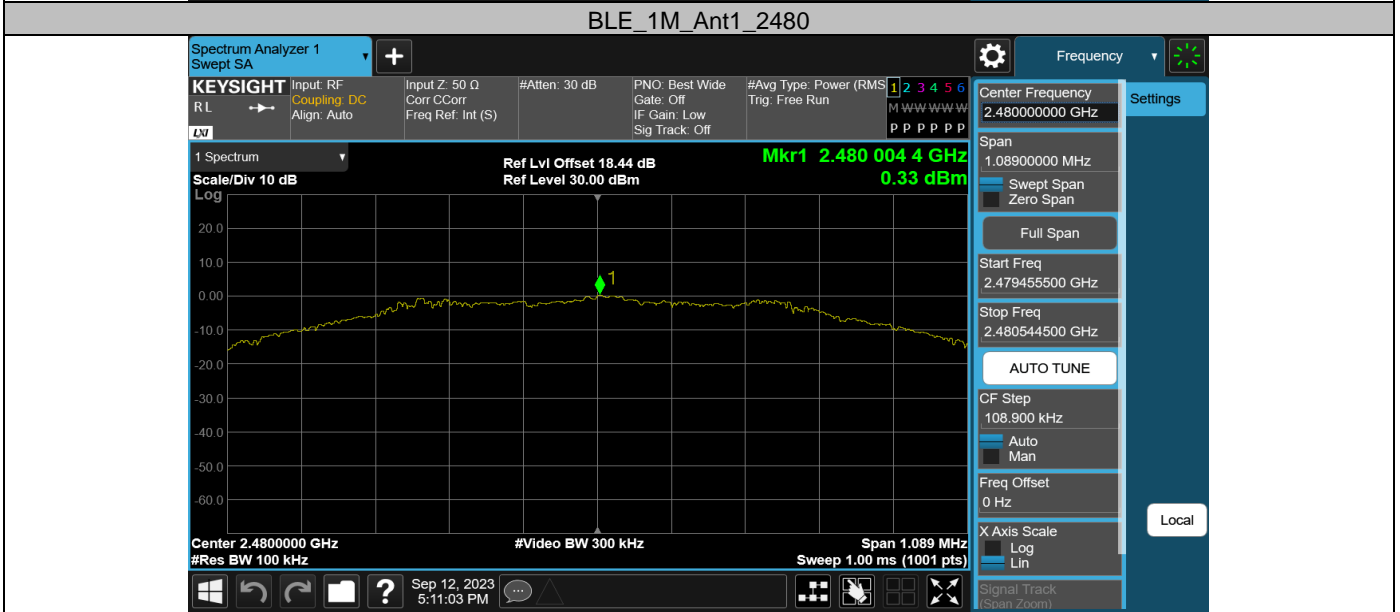 BLE_1M_Ant1_2480
Spectrum Analyzer 1
Swept SA
+
Frequency
KEYSIGHT
R L
LXI
Input: RF
Coupling: DC
Align: Auto
Input Z: 50 Ω
Corr CCorr
Freq Ref: Int (S)
#Atten: 30 dB
PNO: Best Wide
Gate: Off
IF Gain: Low
Sig Track: Off
#Avg Type: Power (RMS
Trig: Free Run
1 2 3 4 5 6
M W W W W W
P P P P P P
1 Spectrum
Scale/Div 10 dB
Log
Ref Lvl Offset 18.44 dB
Ref Level 30.00 dBm
Mkr1 2.480 004 4 GHz
0.33 dBm
1
20.0
10.0
0.00
-10.0
-20.0
-30.0
-40.0
-50.0
-60.0
Center 2.4800000 GHz
#Video BW 300 kHz
Span 1.089 MHz
#Res BW 100 kHz
Sweep 1.00 ms (1001 pts)
?
Sep 12, 2023
5:11:03 PM
Center Frequency
2.480000000 GHz
Settings
Span
1.08900000 MHz
Swept Span
Zero Span
Full Span
Start Freq
2.479455500 GHz
Stop Freq
2.480544500 GHz
AUTO TUNE
CF Step
108.900 kHz
Auto
Man
Freq Offset
0 Hz
Local
X Axis Scale
Log
Lin
Signal Track
(Span Zoom)